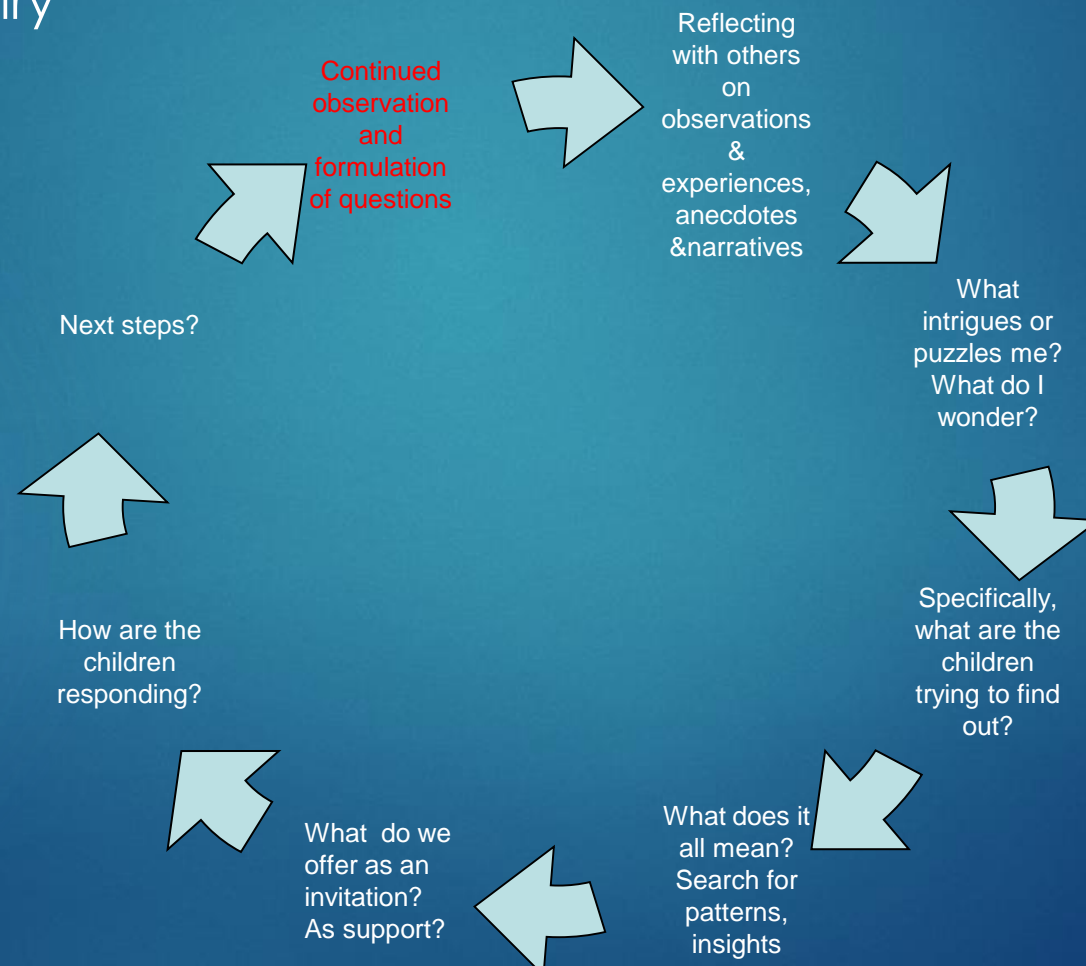 Continued
observation
and
formulation
of questions
Reflecting
with others
on
observations
&
experiences,
anecdotes
&narratives
What
intrigues or
puzzles me?
What do I
wonder?
Specifically,
what are the
children
trying to find
out?
What does it
all mean?
Search for
patterns,
insights
What  do we
offer as an
invitation?
As support?
How are the
children
responding?
Next steps?